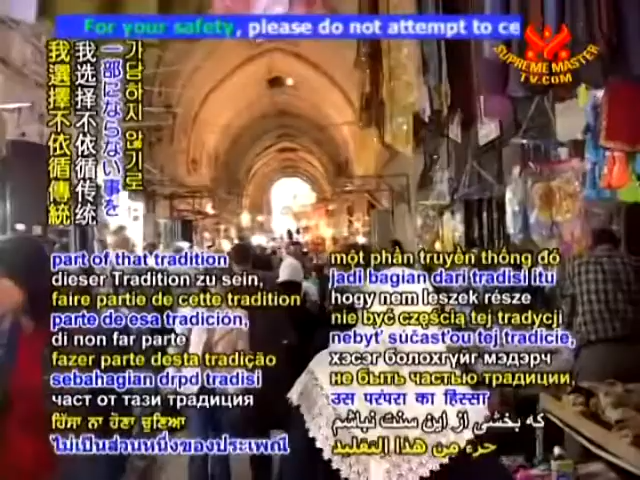 For your safety, please do not attempt to ce
SUPREME MASTER
TV.COM
가담하지 않기로
一部にならない事を
我选择不依循传统
我選擇不依循傳統
part of that tradition
dieser Tradition zu sein,
faire partie de cette tradition
parte de esa tradición,
di non far parte
fazer parte desta tradição
sebahagian drpd tradisi
част от тази традиция
ਹਿੱਸਾ ਨਾ ਹੋਣਾ ਚੁਣਿਆ
ไม่เป็นส่วนหนึ่งของประเพณี
một phần truyền thống đó
jadi bagian dari tradisi itu
hogy nem leszek része
nie być częścią tej tradycji
nebyť súčasťou tej tradície,
хэсэг болохгүйг мэдэрч
не быть частью традиции,
उस परंपरा का हिस्सा
که بخشی از این سنت نباشم
جزء من هذا التقليد